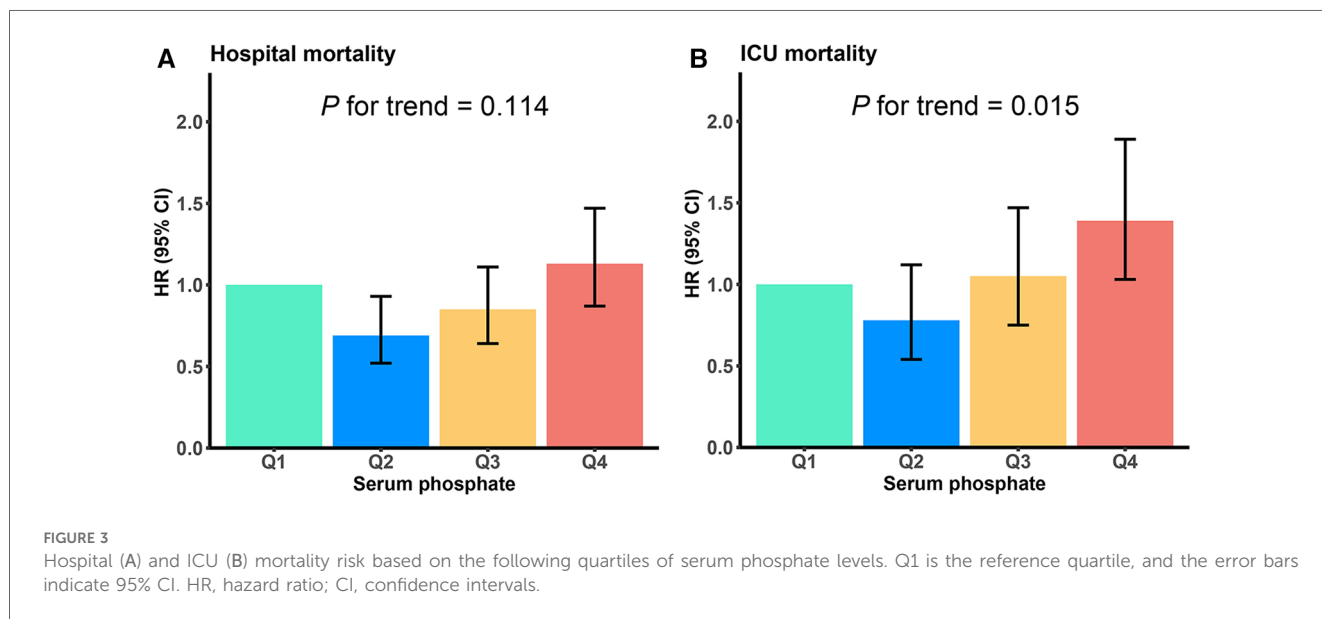 A Hospital mortality
P for trend = 0.114
2.0
1.5
1.0
0.5
0.0
HR (95% CI)
Q1 Q2 Q3 Q4
Serum phosphate
B ICU mortality
P for trend = 0.015
2.0
1.5
1.0
0.5
0.0
HR (95% CI)
Q1 Q2 Q3 Q4
Serum phosphate
FIGURE 3
Hospital (A) and ICU (B) mortality risk based on the following quartiles of serum phosphate levels. Q1 is the reference quartile, and the error bars
indicate 95% CI. HR, hazard ratio; CI, confidence intervals.